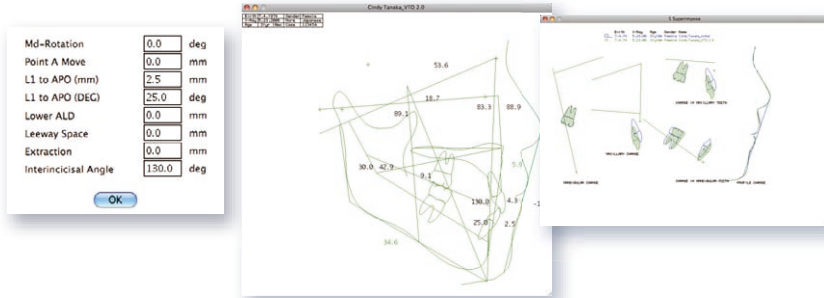 Md-Rotation 0.0 deg
Point A Move 0.0 mm
L1 to APO (mm) 2.5 mm
L1 to APO (DEG) 25.0 deg
Lower ALD 0.0 mm
Leeway Space 0.0 mm
Extraction 0.0 mm
Interincicisal Angle 130.0 deg
OK
Cindy Tanaka_VTO 2.0
53.6
18.7
83.3
88.9
89.1
5.8
30.0
42.9
9.1
130.0
4.3
25.0
2.5
34.6
S Superimpose
CHANGE IN MAXILLARY TEETH
MAXILLARY CHANGE
MANDIBULAR CHANGE
CHANGE IN MANDIBULAR TEETH
PROFILE CHANGE